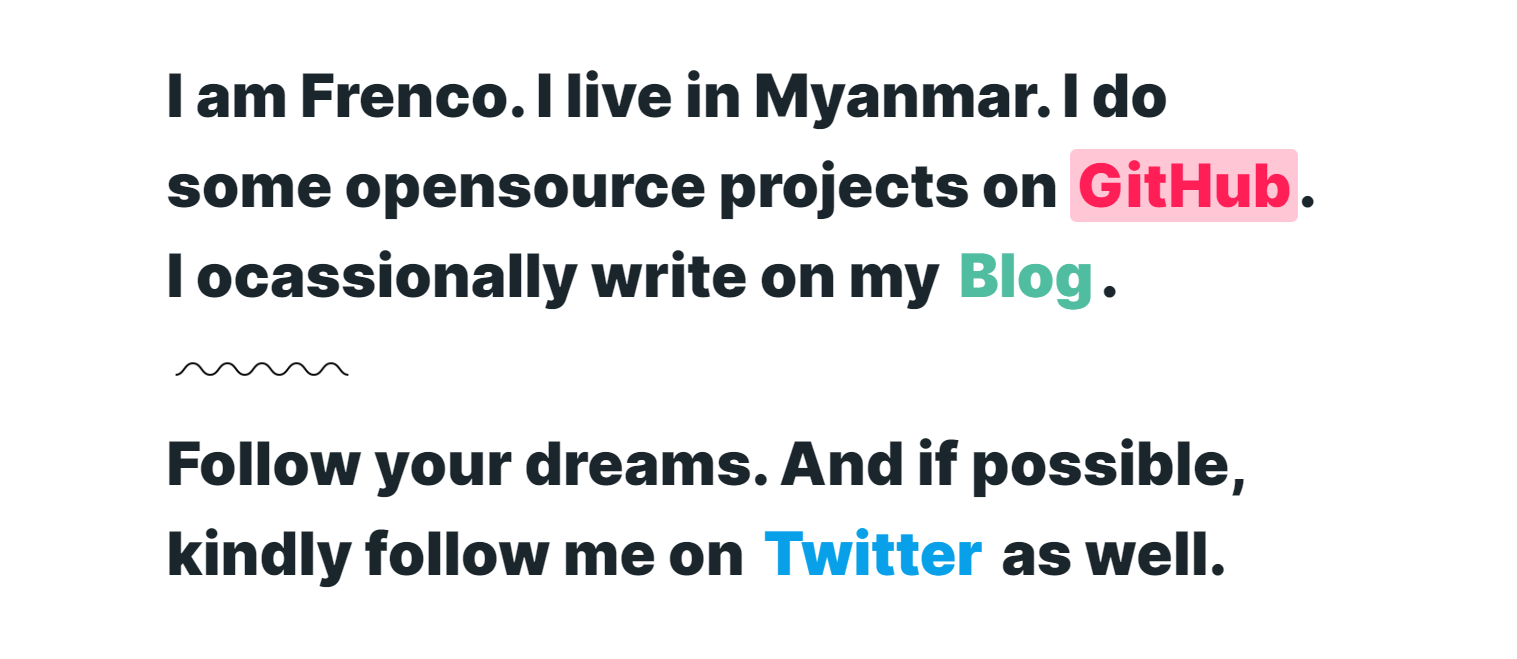 I am Frenco. I live in Myanmar. I do
some opensource projects on GitHub.
I ocassionally write on my Blog.
Follow your dreams. And if possible,
kindly follow me on Twitter as well.